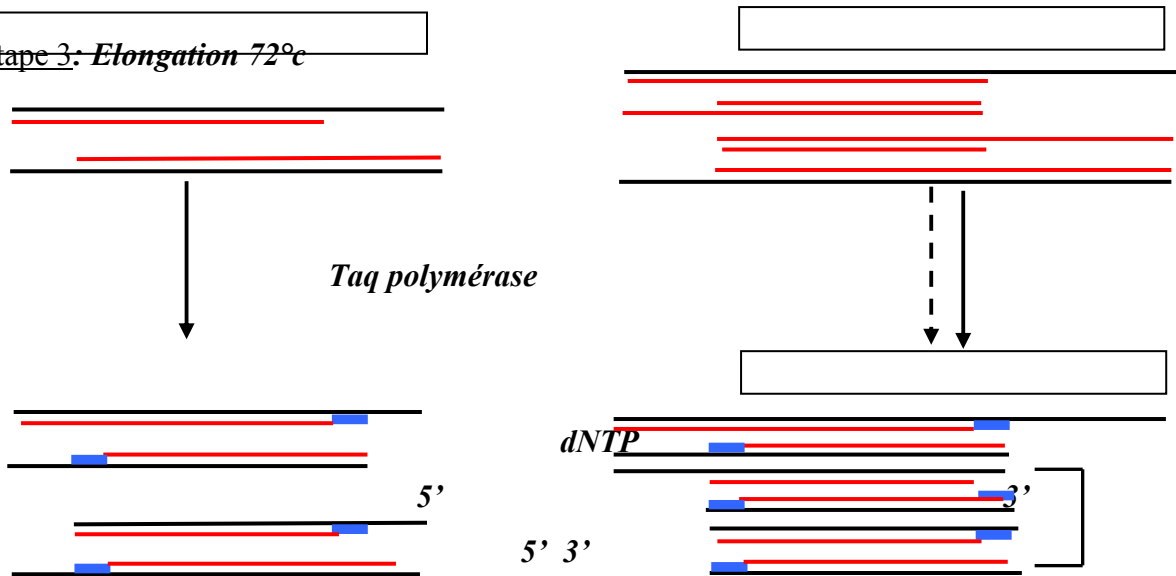 tape 3: Elongation 72°c
Taq polymérase
dNTP
5’
3’
5’ 3’